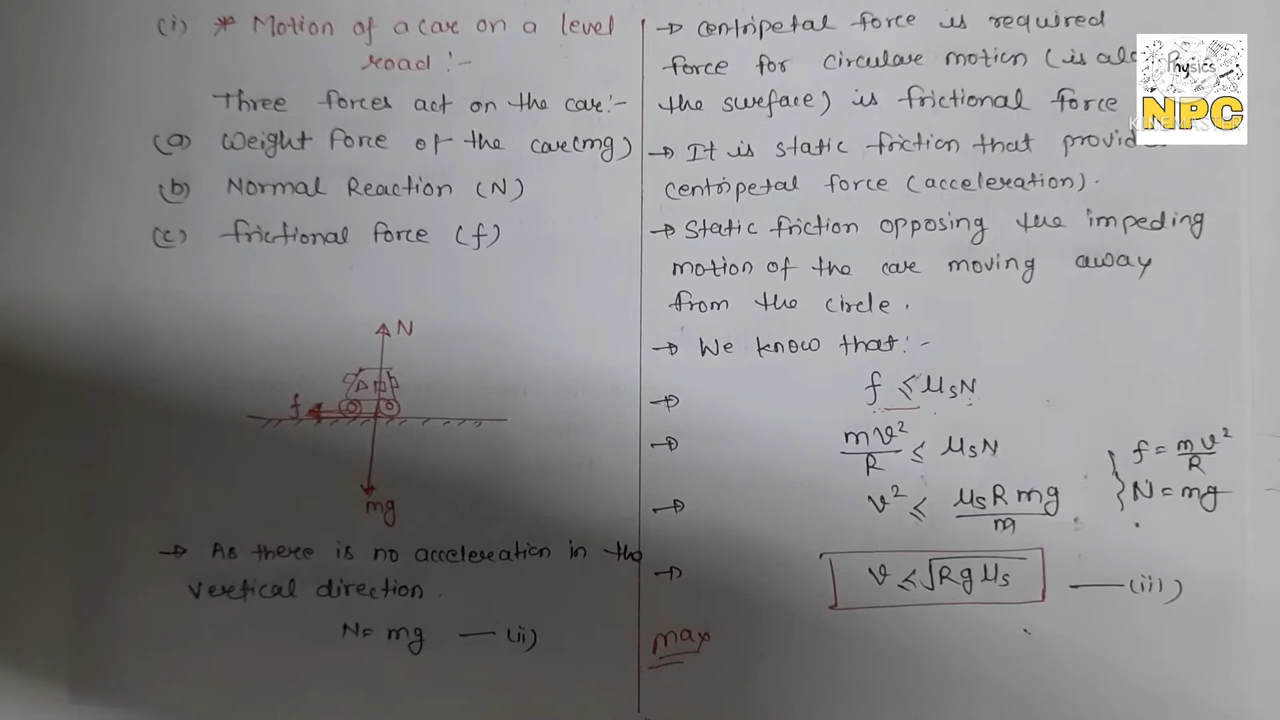 (i) * Motion of a car on a level
road :-
Three forces act on the car :-
(a) Weight force of the car (mg)
(b) Normal Reaction (N)
(c) frictional force (f)
N
f
mg
→ As there is no acceleration in the
vertical direction.
N = mg — (ii)
→ Centripetal force is required
force for circular motion (is alo
the surface) is frictional force
→ It is static friction that provid
centripetal force (acceleration).
→ Static friction opposing the impeding
motion of the car moving away
from the circle.
→ We know that :-
→ f ≤ μsN
→ mv²/R ≤ μsN
f = mv²/R
N = mg
→ v² ≤ μsRmg/m
→ v ≤ √Rgμs — (iii)
max
Physics
NPC
KINEMASTER